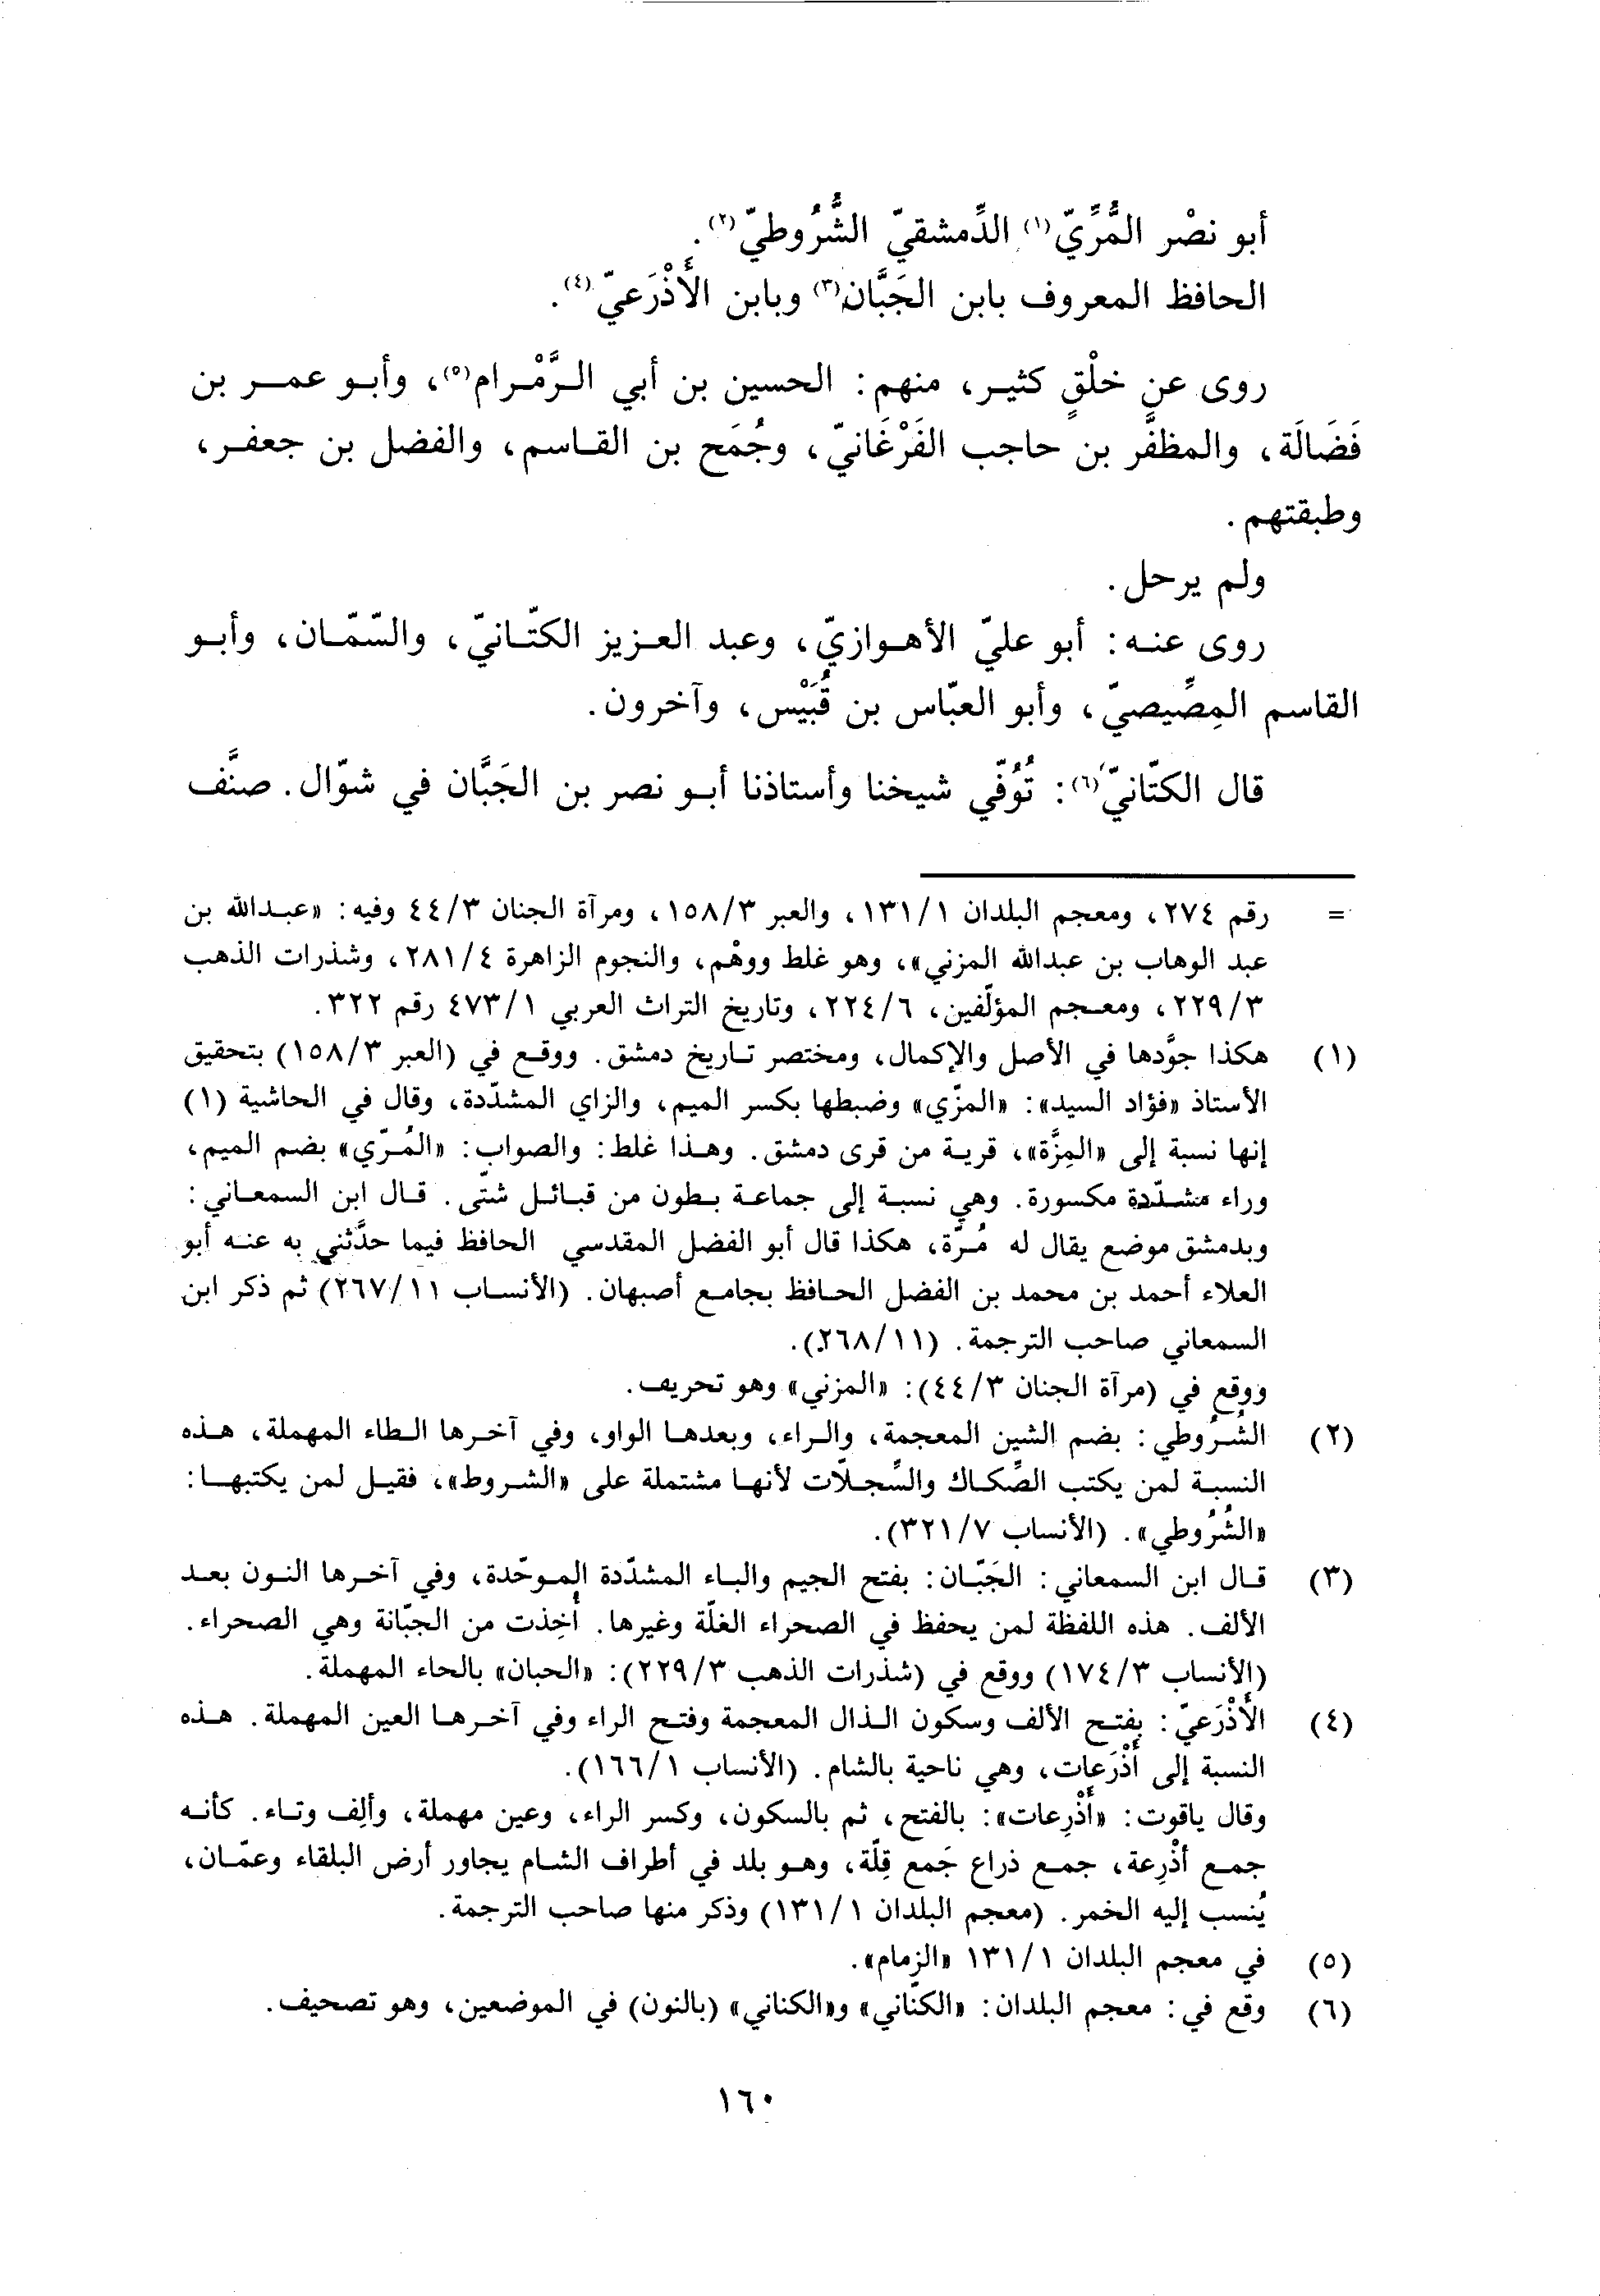 أبو نصْر المُّرِّيّ(١) الدِّمشقيّ الشُّرُوطيّ(٢).
الحافظ المعروف بابن الجَبَّان(٣) وبابن الأَذْرَعيّ(٤).
روى عن خلْقٍ كثير، منهم: الحسين بن أبي الرَّمْرام(٥)، وأبو عمر بن
فَضَالَة، والمظفَّر بن حاجب الفَرْغَانيّ، وجُمَح بن القاسم، والفضل بن جعفر،
وطبقتهم.
ولم يرحل.
روى عنه: أبو عليّ الأهوازيّ، وعبد العزيز الكتّانيّ، والسّمّان، وأبو
القاسم المِصِّيصيّ، وأبو العبّاس بن قُبَيْس، وآخرون.
قال الكتّانيّ(٦): تُوُفّي شيخنا وأستاذنا أبو نصر بن الجَبَّان في شوّال. صنَّف
= رقم ٢٧٤، ومعجم البلدان ١٣١/١، والعبر ١٥٨/٣، ومرآة الجنان ٤٤/٣ وفيه: «عبدالله بن
عبد الوهاب بن عبدالله المزني»، وهو غلط ووهْم، والنجوم الزاهرة ٢٨١/٤، وشذرات الذهب
٢٢٩/٣، ومعجم المؤلّفين، ٢٢٤/٦، وتاريخ التراث العربي ٤٧٣/١ رقم ٣٢٢.
(١) هكذا جوَّدها في الأصل والإكمال، ومختصر تاريخ دمشق. ووقع في (العبر ١٥٨/٣) بتحقيق
الأستاذ «فؤاد السيد»: «المزّي» وضبطها بكسر الميم، والزاي المشدّدة، وقال في الحاشية (١)
إنها نسبة إلى «المِزَّة»، قرية من قرى دمشق. وهذا غلط: والصواب: «المُرّي» بضم الميم،
وراء مشدّدة مكسورة. وهي نسبة إلى جماعة بطون من قبائل شتّى. قال ابن السمعاني:
وبدمشق موضع يقال له مُرّة، هكذا قال أبو الفضل المقدسي الحافظ فيما حدَّثني به عنه أبو
العلاء أحمد بن محمد بن الفضل الحافظ بجامع أصبهان. (الأنساب ٢٦٧/١١) ثم ذكر ابن
السمعاني صاحب الترجمة. (٢٦٨/١١).
ووقع في (مرآة الجنان ٤٤/٣): «المزني» وهو تحريف.
(٢) الشُرُوطي: بضم الشين المعجمة، والراء، وبعدها الواو، وفي آخرها الطاء المهملة، هذه
النسبة لمن يكتب الصِّكاك والسِّجلاّت لأنها مشتملة على «الشروط»، فقيل لمن يكتبها:
«الشُرُوطي». (الأنساب ٣٢١/٧).
(٣) قال ابن السمعاني: الجَبّان: بفتح الجيم والباء المشدّدة الموحّدة، وفي آخرها النون بعد
الألف. هذه اللفظة لمن يحفظ في الصحراء الغلّة وغيرها. أُخِذت من الجبّانة وهي الصحراء.
(الأنساب ١٧٤/٣) ووقع في (شذرات الذهب ٢٢٩/٣): «الحبان» بالحاء المهملة.
(٤) الأَذْرَعيّ: بفتح الألف وسكون الذال المعجمة وفتح الراء وفي آخرها العين المهملة. هذه
النسبة إلى أَذْرَعات، وهي ناحية بالشام. (الأنساب ١٦٦/١).
وقال ياقوت: «أَذْرِعات»: بالفتح، ثم بالسكون، وكسر الراء، وعين مهملة، وألِف وتاء. كأنه
جمع أذْرِعة، جمع ذراع جَمع قِلّة، وهو بلد في أطراف الشام يجاور أرض البلقاء وعمّان،
يُنسب إليه الخمر. (معجم البلدان ١٣١/١) وذكر منها صاحب الترجمة.
(٥) في معجم البلدان ١٣١/١ «الزمام».
(٦) وقع في: معجم البلدان: «الكنّاني» و«الكناني» (بالنون) في الموضعين، وهو تصحيف.
١٦٠